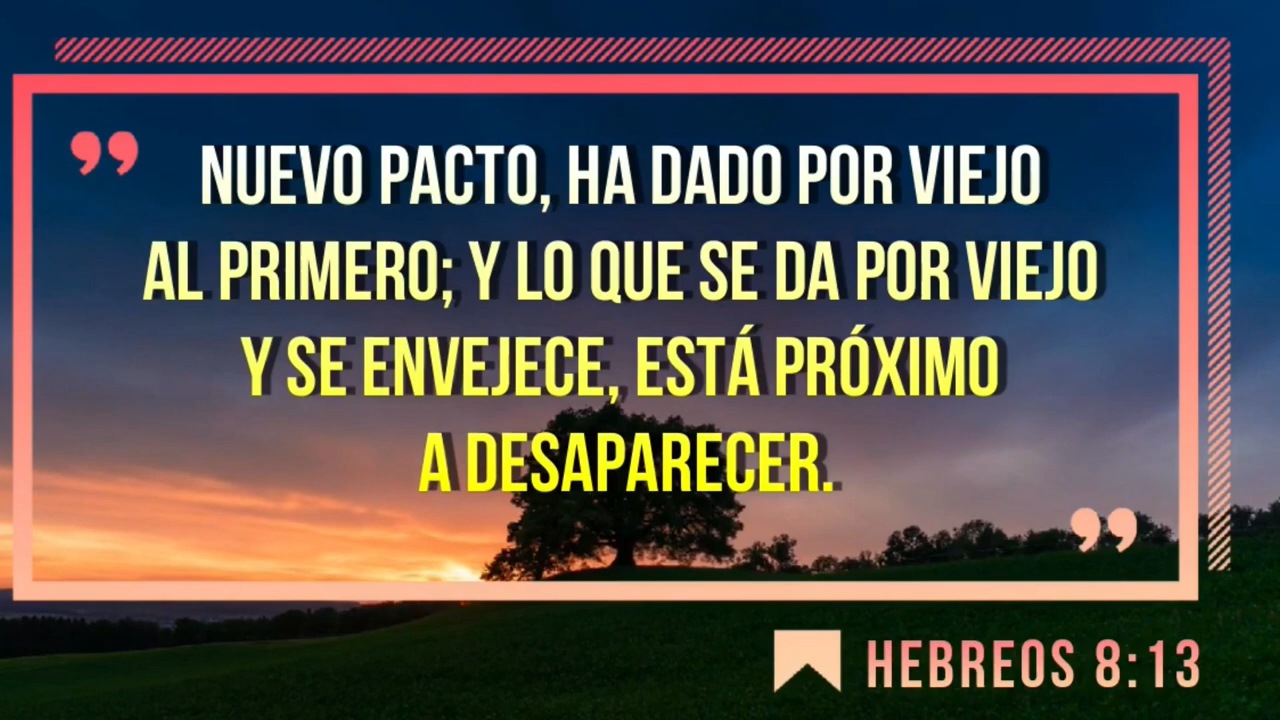 ” NUEVO PACTO, HA DADO POR VIEJO
AL PRIMERO; Y LO QUE SE DA POR VIEJO
Y SE ENVEJECE, ESTÁ PRÓXIMO
A DESAPARECER.
”
HEBREOS 8:13